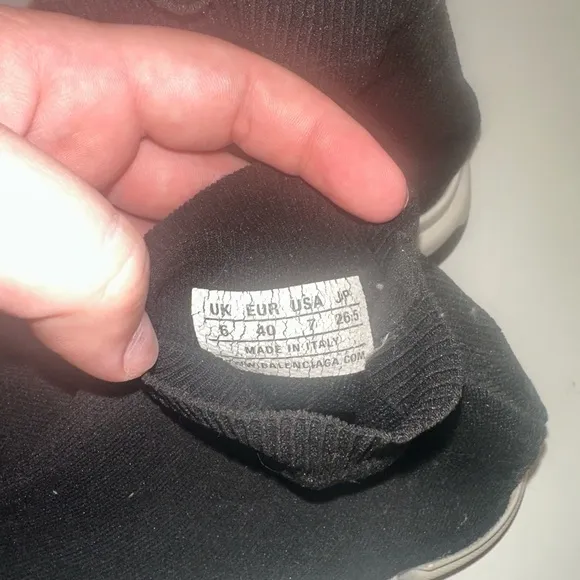 UK EUR USA JP
6 40 7 26.5
MADE IN ITALY
WWW.BALENCIAGA.COM